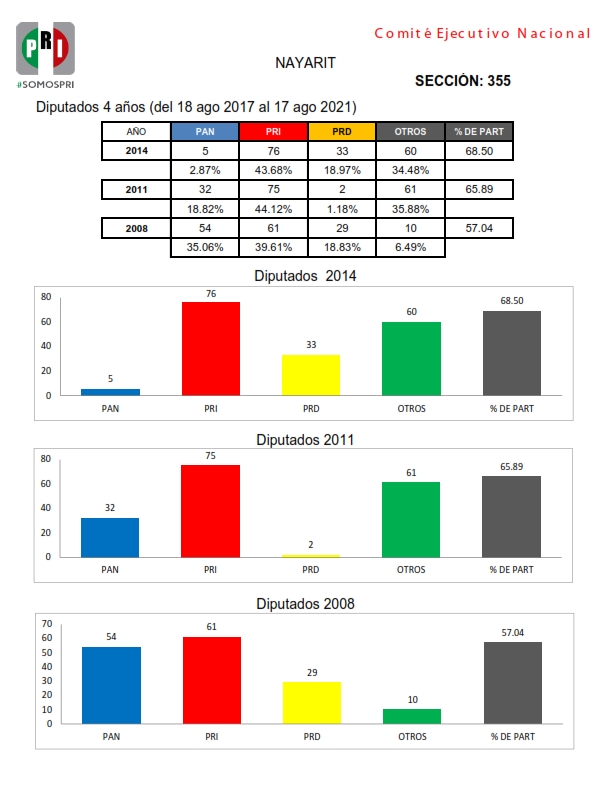 Comité Ejecutivo Nacional
PRI
#SOMOSPRI
NAYARIT
SECCIÓN: 355
Diputados 4 años (del 18 ago 2017 al 17 ago 2021)
AÑO PAN PRI PRD OTROS % DE PART
2014 5 76 33 60 68.50
2.87% 43.68% 18.97% 34.48%
2011 32 75 2 61 65.89
18.82% 44.12% 1.18% 35.88%
2008 54 61 29 10 57.04
35.06% 39.61% 18.83% 6.49%
Diputados 2014
80
60
40
20
0
5 76 33 60 68.50
PAN PRI PRD OTROS % DE PART
Diputados 2011
80
60
40
20
0
32 75 2 61 65.89
PAN PRI PRD OTROS % DE PART
Diputados 2008
70
60
50
40
30
20
10
0
54 61 29 10 57.04
PAN PRI PRD OTROS % DE PART